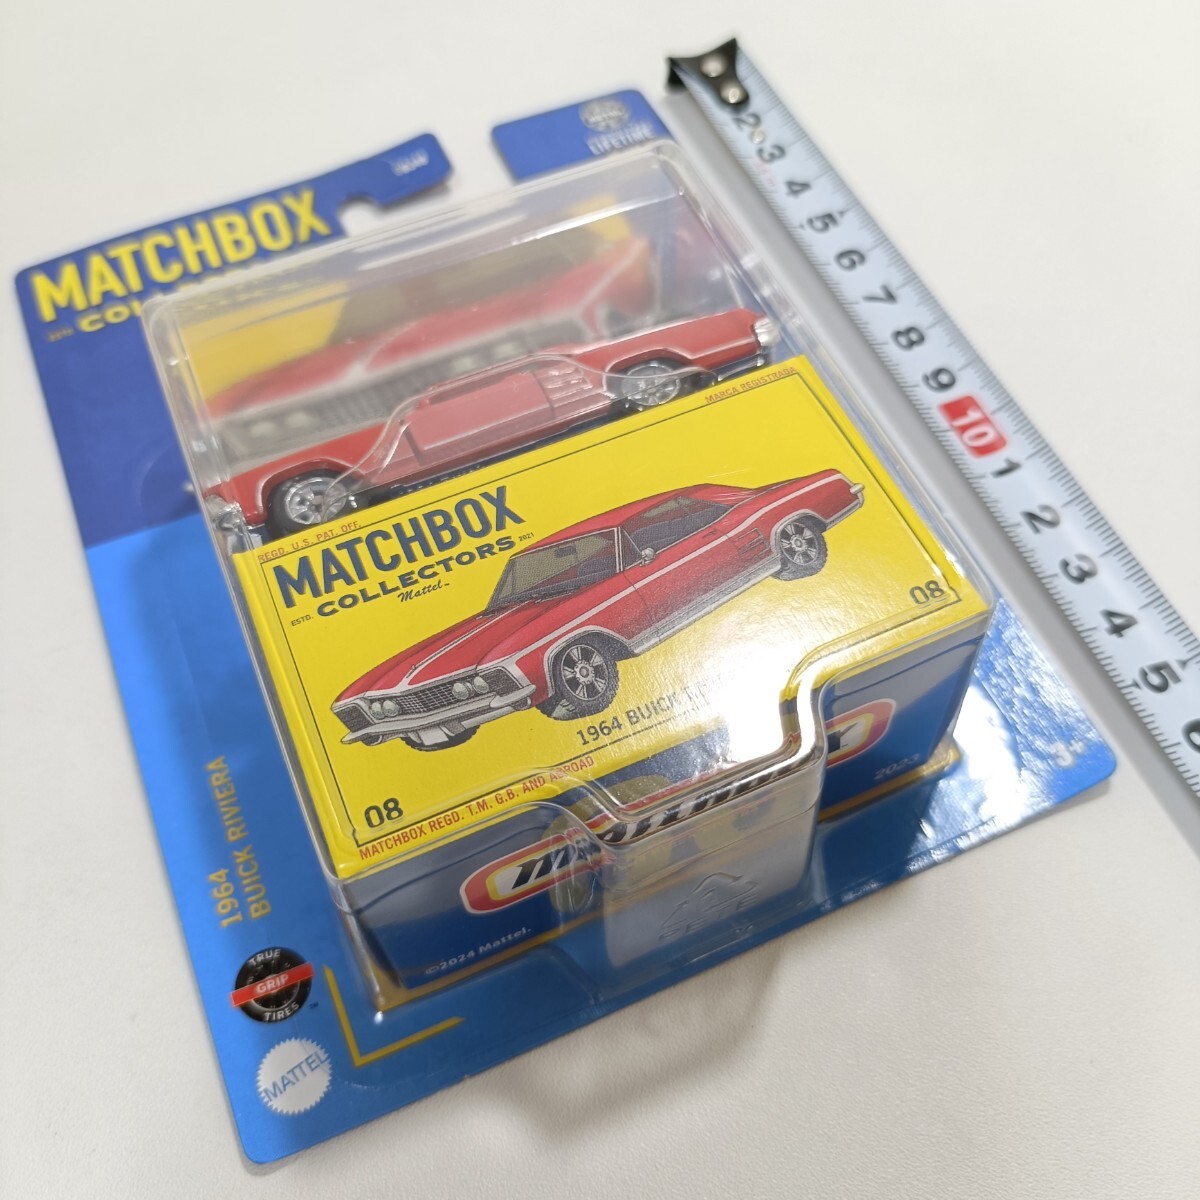 MATCHBOX
LIFETIME
MARCA REGISTRADA
REGD. U.S. PAT. OFF.
MATCHBOX
ESTD. COLLECTORS 2021
Mattel
08
1964 BUICK
08
MATCHBOX REGD. T.M. G.B. AND ABROAD
2023
©2024 Mattel.
3+
1964
BUICK RIVIERA
TRUE
GRIP
TIRES™
MATTEL
2
3
4
5
6
7
8
9
10
1
2
3
4
5
6